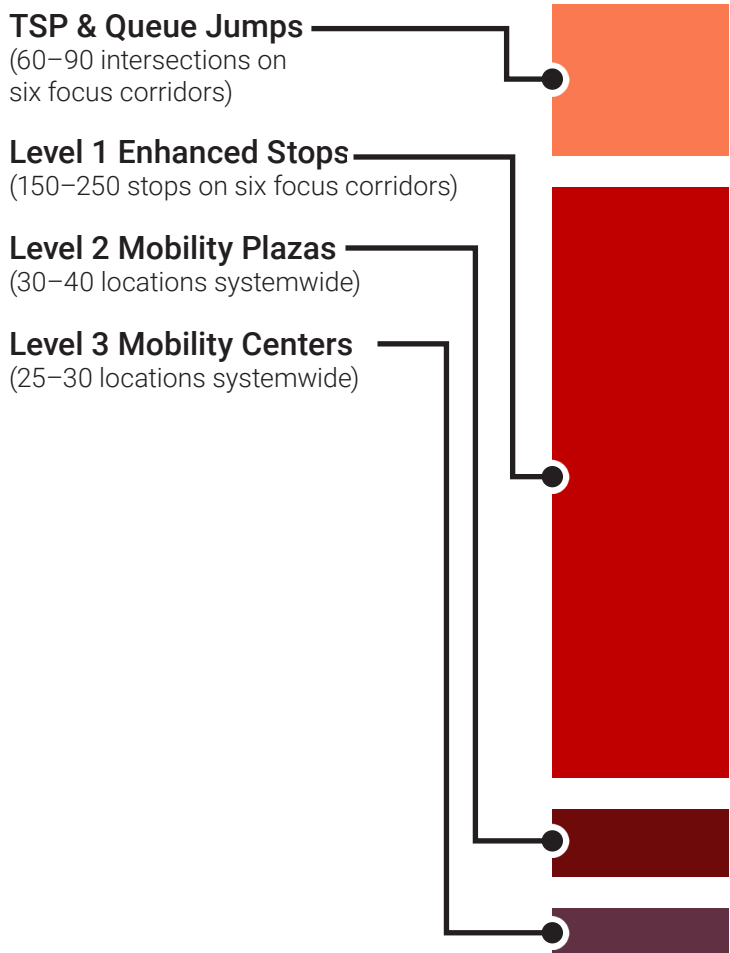 TSP & Queue Jumps
(60–90 intersections on
six focus corridors)
Level 1 Enhanced Stops
(150–250 stops on six focus corridors)
Level 2 Mobility Plazas
(30–40 locations systemwide)
Level 3 Mobility Centers
(25–30 locations systemwide)